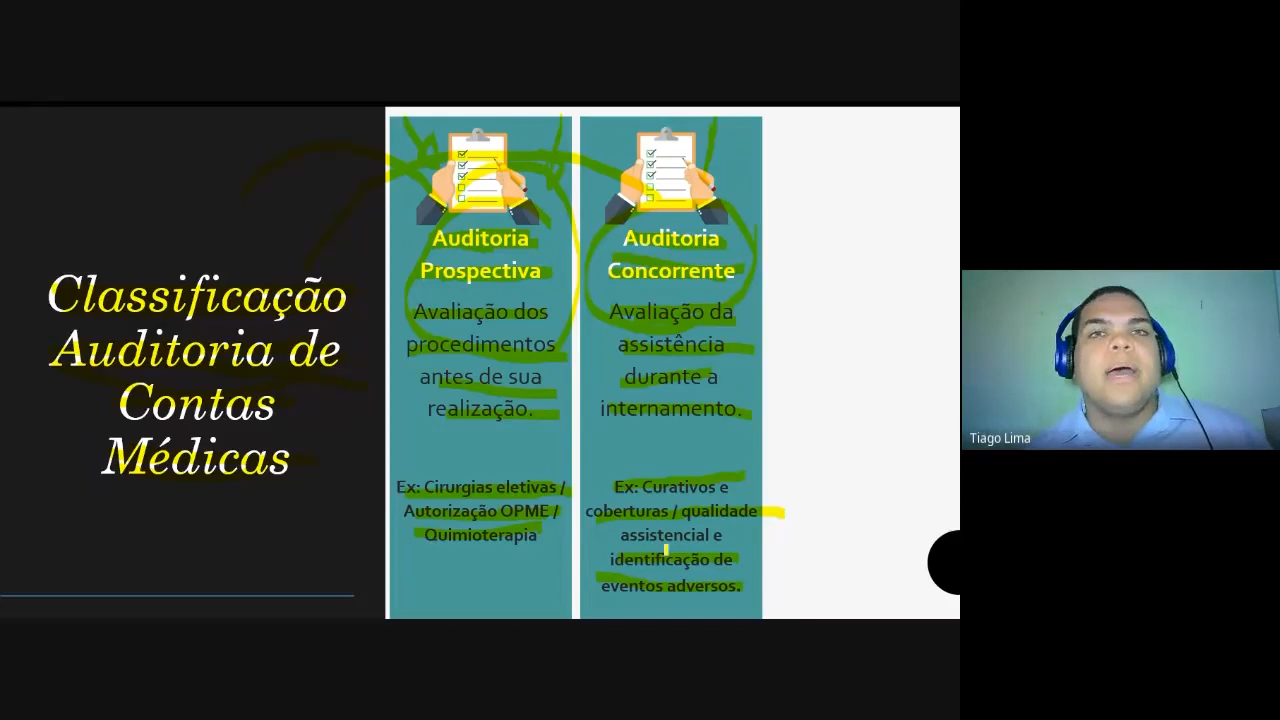 Classificação
Auditoria de
Contas
Médicas
Auditoria
Prospectiva
Avaliação dos
procedimentos
antes de sua
realização.
Ex: Cirurgias eletivas /
Autorização OPME /
Quimioterapia
Auditoria
Concorrente
Avaliação da
assistência
durante a
internamento.
Ex: Curativos e
coberturas / qualidade
assistencial e
identificação de
eventos adversos.
Tiago Lima